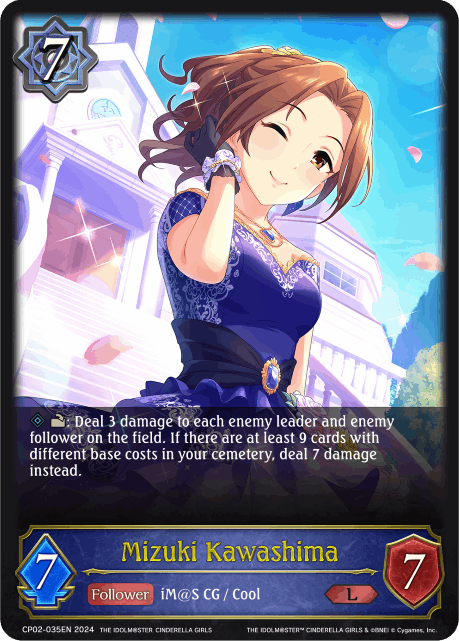 7
: Deal 3 damage to each enemy leader and enemy
follower on the field. If there are at least 9 cards with
different base costs in your cemetery, deal 7 damage
instead.
Mizuki Kawashima
7
Follower iM@S CG / Cool
L
7
CP02-035EN 2024 THE IDOLM@STER CINDERELLA GIRLS THE IDOLM@STER™ CINDERELLA GIRLS & ©BNEI © Cygames, Inc.